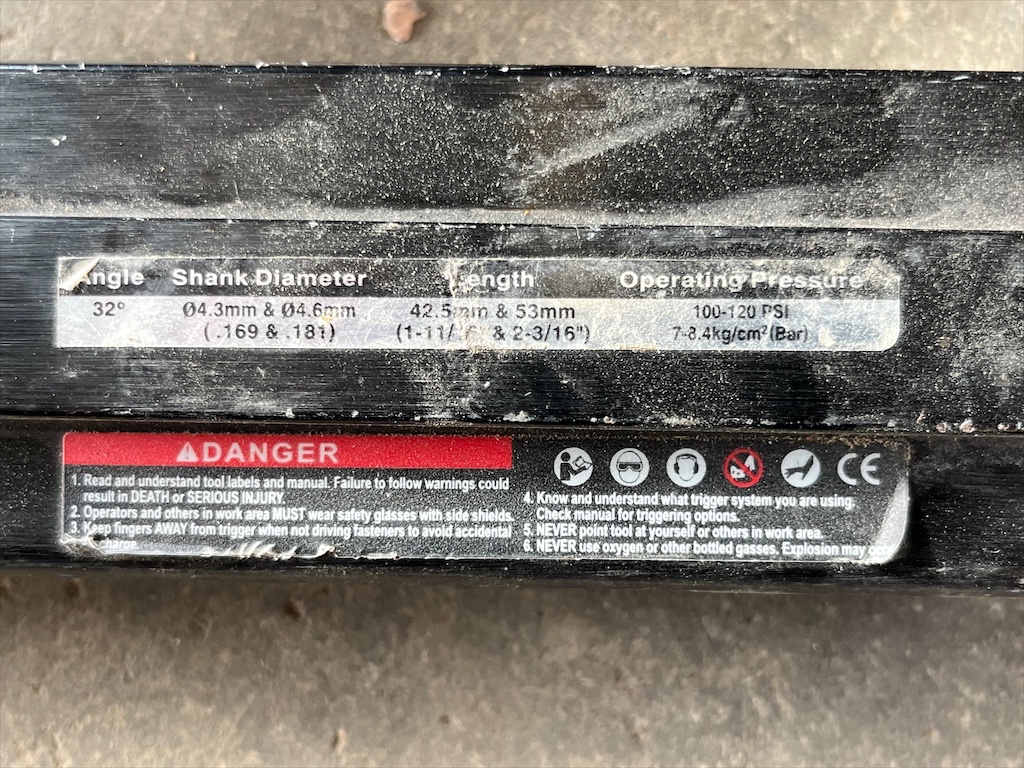 Angle Shank Diameter Length Operating Pressure
32° Ø4.3mm & Ø4.6mm 42.5mm & 53mm 100-120 PSI
(.169 & .181) (1-11/16" & 2-3/16") 7-8.4kg/cm²(Bar)
DANGER
1. Read and understand tool labels and manual. Failure to follow warnings could
result in DEATH or SERIOUS INJURY.
2. Operators and others in work area MUST wear safety glasses with side shields.
3. Keep fingers AWAY from trigger when not driving fasteners to avoid accidental
CE
4. Know and understand what trigger system you are using.
Check manual for triggering options.
5. NEVER point tool at yourself or others in work area.
6. NEVER use oxygen or other bottled gasses. Explosion may